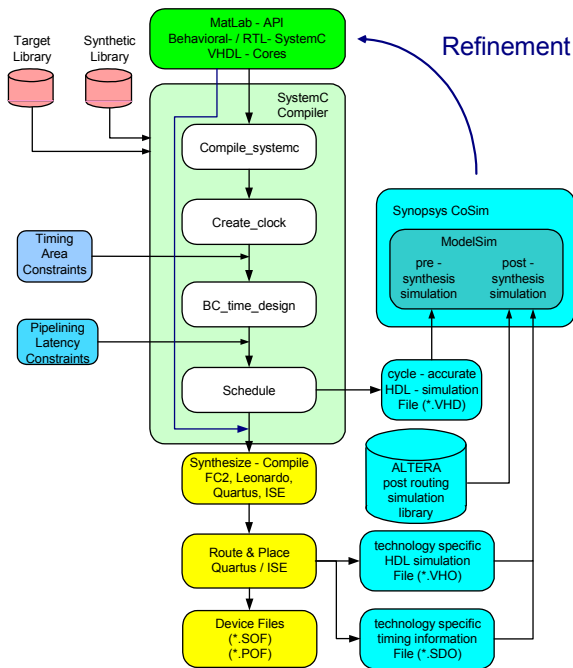 Target
Library
Synthetic
Library
MatLab - API
Behavioral- / RTL- SystemC
VHDL - Cores
Refinement
SystemC
Compiler
Compile_systemc
Create_clock
Timing
Area
Constraints
BC_time_design
Pipelining
Latency
Constraints
Schedule
Synopsys CoSim
ModelSim
pre -
synthesis
simulation
post -
synthesis
simulation
cycle - accurate
HDL - simulation
File (*.VHD)
Synthesize - Compile
FC2, Leonardo,
Quartus, ISE
ALTERA
post routing
simulation
library
Route & Place
Quartus / ISE
technology specific
HDL simulation
File (*.VHO)
Device Files
(*.SOF)
(*.POF)
technology specific
timing information
File (*.SDO)